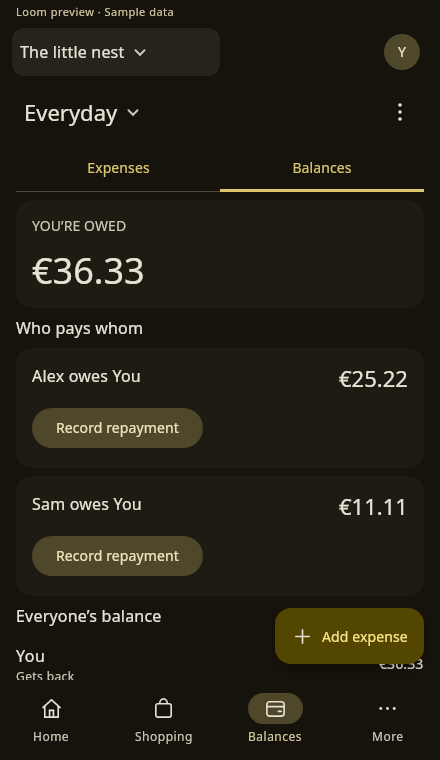 Loom preview · Sample data
The little nest
Y
Everyday
Expenses
Balances
YOU’RE OWED
€36.33
Who pays whom
Alex owes You
€25.22
Record repayment
Sam owes You
€11.11
Record repayment
Everyone’s balance
Add expense
You
€36.33
Gets back
Home
Shopping
Balances
More